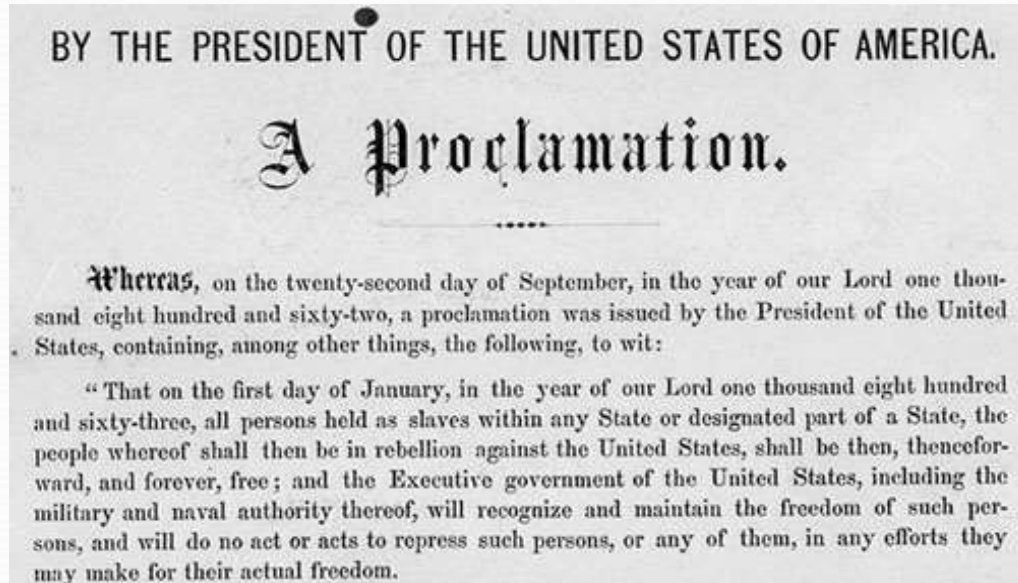 BY THE PRESIDENT OF THE UNITED STATES OF AMERICA.
A Proclamation.
Whereas, on the twenty-second day of September, in the year of our Lord one thou-
sand eight hundred and sixty-two, a proclamation was issued by the President of the United
States, containing, among other things, the following, to wit:
“That on the first day of January, in the year of our Lord one thousand eight hundred
and sixty-three, all persons held as slaves within any State or designated part of a State, the
people whereof shall then be in rebellion against the United States, shall be then, thencefor-
ward, and forever, free; and the Executive government of the United States, including the
military and naval authority thereof, will recognize and maintain the freedom of such per-
sons, and will do no act or acts to repress such persons, or any of them, in any efforts they
may make for their actual freedom.